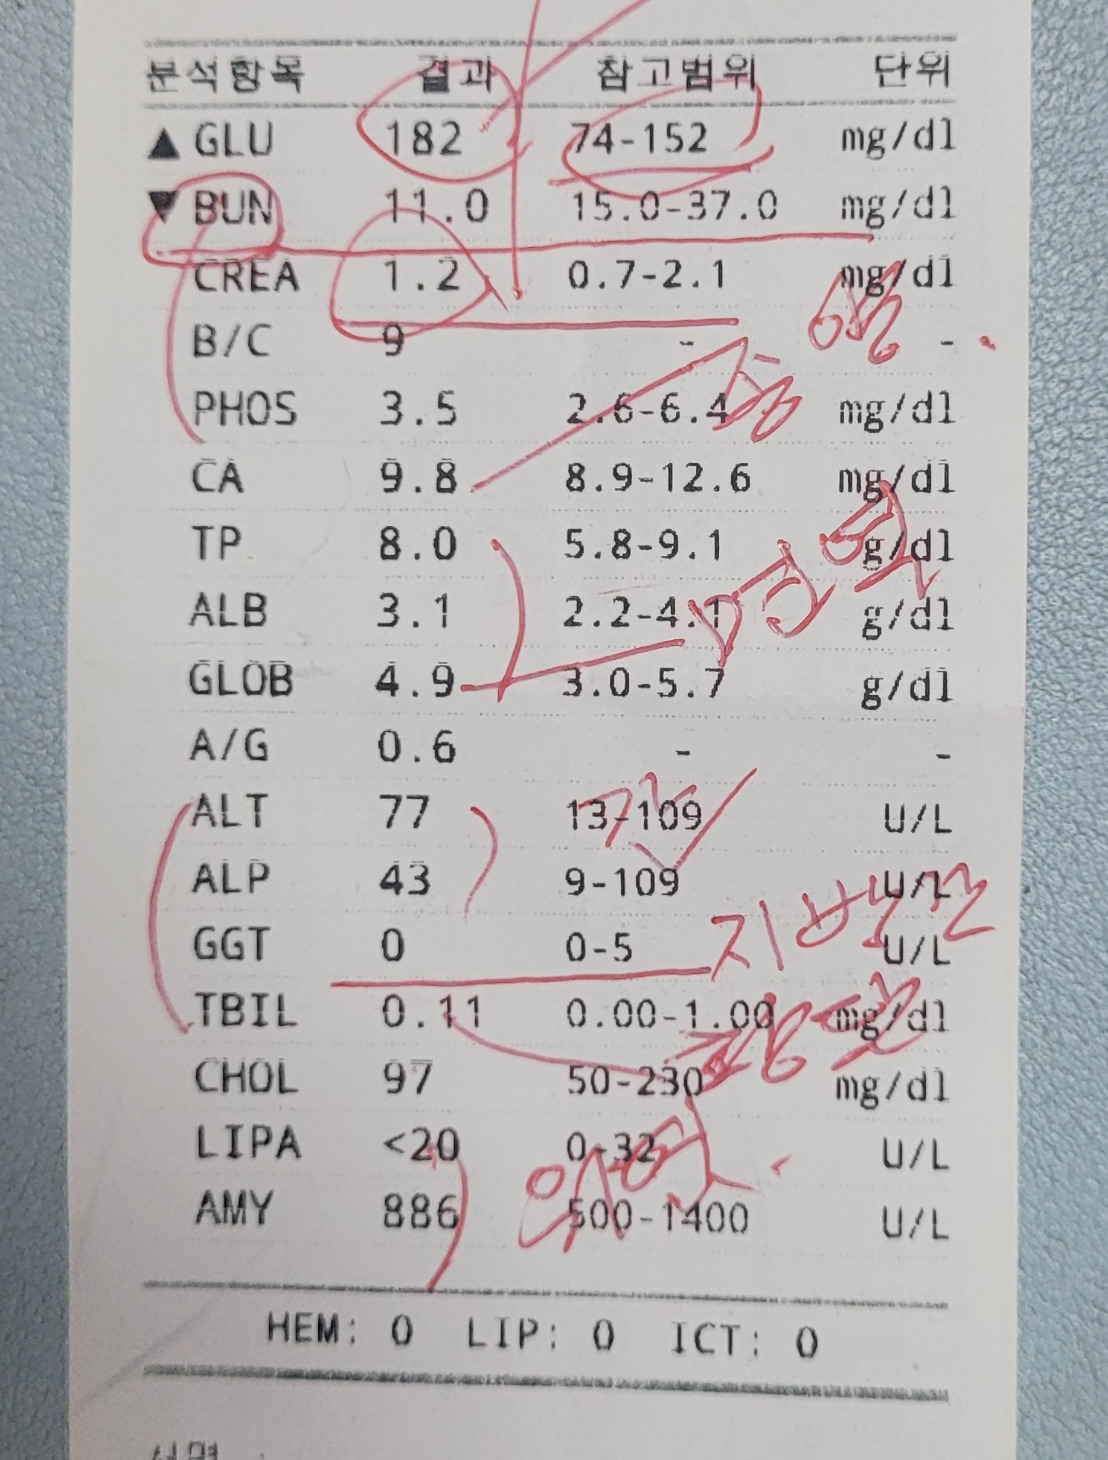 분석항목 결과 참고범위 단위
▲ GLU 182 74-152 mg/dl
▼ BUN 11.0 15.0-37.0 mg/dl
CREA 1.2 0.7-2.1 mg/dl
B/C 9 - -
PHOS 3.5 2.6-6.4 mg/dl
CA 9.8 8.9-12.6 mg/dl
TP 8.0 5.8-9.1 g/dl
ALB 3.1 2.2-4.1 g/dl
GLOB 4.9 3.0-5.7 g/dl
A/G 0.6 - -
ALT 77 13-109 U/L
ALP 43 9-109 U/L
GGT 0 0-5 U/L
TBIL 0.11 0.00-1.00 mg/dl
CHOL 97 50-230 mg/dl
LIPA <20 0-32 U/L
AMY 886 500-1400 U/L
HEM: 0 LIP: 0 ICT: 0